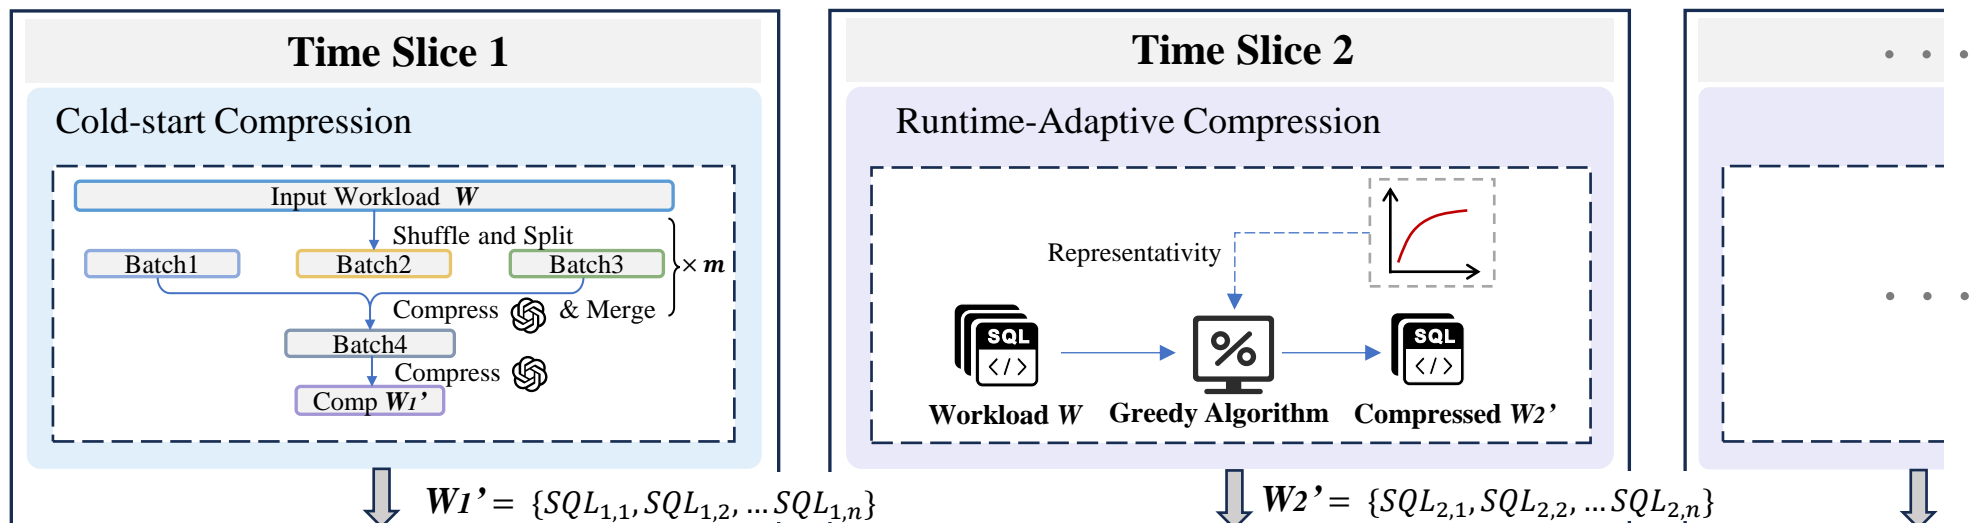 Time Slice 1
Cold-start Compression
Input Workload W
Shuffle and Split
Batch1
Batch2
Batch3
× m
Compress & Merge
Batch4
Compress
Comp W1’
W1’ = {SQL1,1, SQL1,2, … SQL1,n}
Time Slice 2
Runtime-Adaptive Compression
Representativity
SQL
</>
%
SQL
</>
Workload W
Greedy Algorithm
Compressed W2’
W2’ = {SQL2,1, SQL2,2, … SQL2,n}
. . .
. . .